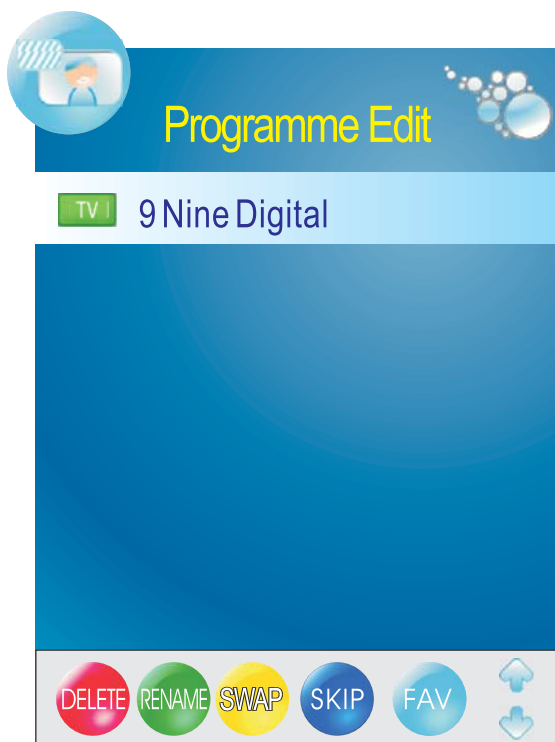 Programme Edit
TV
9 Nine Digital
DELETE
RENAME
SWAP
SKIP
FAV